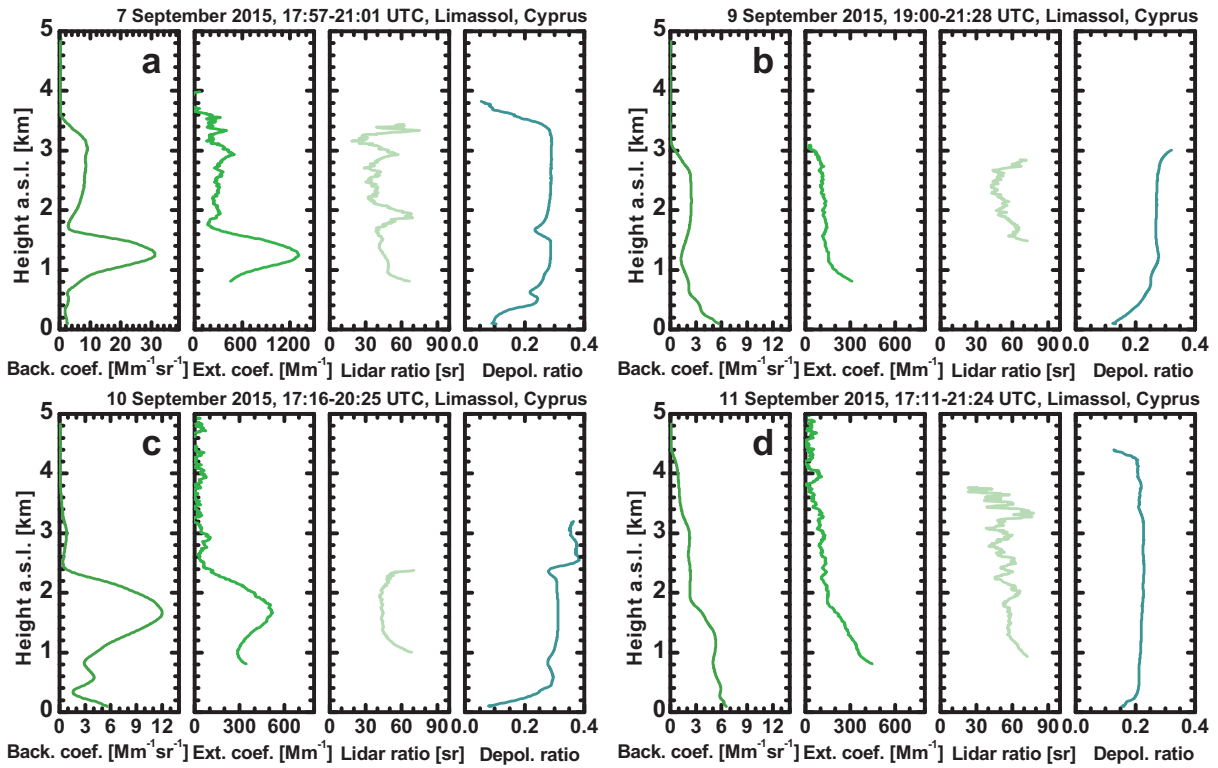 7 September 2015, 17:57-21:01 UTC, Limassol, Cyprus
9 September 2015, 19:00-21:28 UTC, Limassol, Cyprus
a
b
Height a.s.l. [km]
5
4
3
2
1
0
0 10 20 30
0 600 1200
0 30 60 90
0.0 0.2 0.4
Back. coef. [Mm⁻¹sr⁻¹] Ext. coef. [Mm⁻¹] Lidar ratio [sr] Depol. ratio
Height a.s.l. [km]
5
4
3
2
1
0
0 3 6 9 12
0 300 600
0 30 60 90
0.0 0.2 0.4
Back. coef. [Mm⁻¹sr⁻¹] Ext. coef. [Mm⁻¹] Lidar ratio [sr] Depol. ratio
10 September 2015, 17:16-20:25 UTC, Limassol, Cyprus
11 September 2015, 17:11-21:24 UTC, Limassol, Cyprus
c
d
Height a.s.l. [km]
5
4
3
2
1
0
0 3 6 9 12
0 300 600
0 30 60 90
0.0 0.2 0.4
Back. coef. [Mm⁻¹sr⁻¹] Ext. coef. [Mm⁻¹] Lidar ratio [sr] Depol. ratio
Height a.s.l. [km]
5
4
3
2
1
0
0 3 6 9 12
0 300 600
0 30 60 90
0.0 0.2 0.4
Back. coef. [Mm⁻¹sr⁻¹] Ext. coef. [Mm⁻¹] Lidar ratio [sr] Depol. ratio